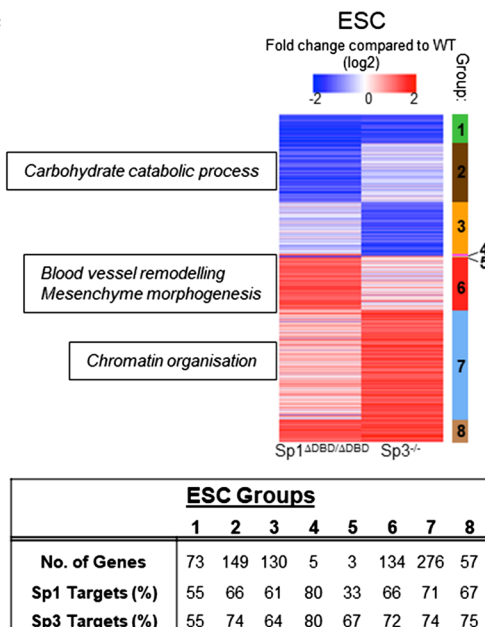 ESC
Fold change compared to WT
(log2)
-2 0 2
Group:
1
2
3
4
5
6
7
8
Carbohydrate catabolic process
Blood vessel remodelling
Mesenchyme morphogenesis
Chromatin organisation
Sp1ΔDBD/ΔDBD Sp3-/-
ESC Groups
1 2 3 4 5 6 7 8
No. of Genes 73 149 130 5 3 134 276 57
Sp1 Targets (%) 55 66 61 80 33 66 71 67
Sp3 Targets (%) 55 74 64 80 67 72 74 75